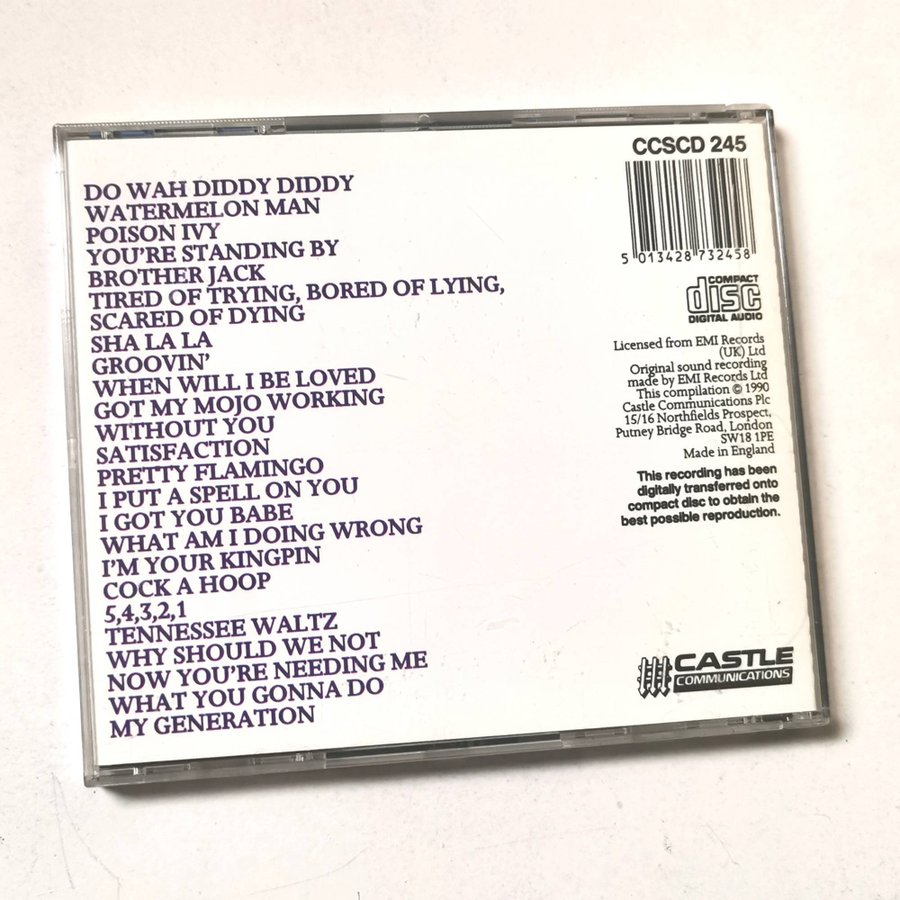 DO WAH DIDDY DIDDY
WATERMELON MAN
POISON IVY
YOU'RE STANDING BY
BROTHER JACK
TIRED OF TRYING, BORED OF LYING,
SCARED OF DYING
SHA LA LA
GROOVIN'
WHEN WILL I BE LOVED
GOT MY MOJO WORKING
WITHOUT YOU
SATISFACTION
PRETTY FLAMINGO
I PUT A SPELL ON YOU
I GOT YOU BABE
WHAT AM I DOING WRONG
I'M YOUR KINGPIN
COCK A HOOP
5,4,3,2,1
TENNESSEE WALTZ
WHY SHOULD WE NOT
NOW YOU'RE NEEDING ME
WHAT YOU GONNA DO
MY GENERATION
CCSCD 245
5 013428 732458
COMPACT
disc
DIGITAL AUDIO
Licensed from EMI Records
(UK) Ltd
Original sound recording
made by EMI Records Ltd
This compilation © 1990
Castle Communications Plc
15/16 Northfields Prospect,
Putney Bridge Road, London
SW18 1PE
Made in England
This recording has been
digitally transferred onto
compact disc to obtain the
best possible reproduction.
CASTLE
COMMUNICATIONS